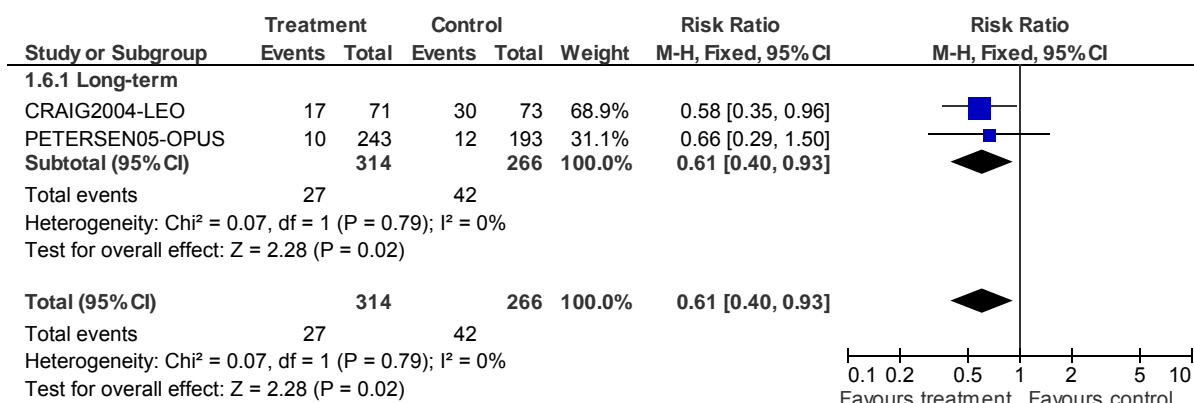 Treatment Control Risk Ratio Risk Ratio
Study or Subgroup Events Total Events Total Weight M-H, Fixed, 95% CI M-H, Fixed, 95% CI
1.6.1 Long-term
CRAIG2004-LEO 17 71 30 73 68.9% 0.58 [0.35, 0.96]
PETERSEN05-OPUS 10 243 12 193 31.1% 0.66 [0.29, 1.50]
Subtotal (95% CI) 314 266 100.0% 0.61 [0.40, 0.93]
Total events 27 42
Heterogeneity: Chi² = 0.07, df = 1 (P = 0.79); I² = 0%
Test for overall effect: Z = 2.28 (P = 0.02)
Total (95% CI) 314 266 100.0% 0.61 [0.40, 0.93]
Total events 27 42
Heterogeneity: Chi² = 0.07, df = 1 (P = 0.79); I² = 0%
Test for overall effect: Z = 2.28 (P = 0.02)
0.1 0.2 0.5 1 2 5 10
Favours treatment Favours control